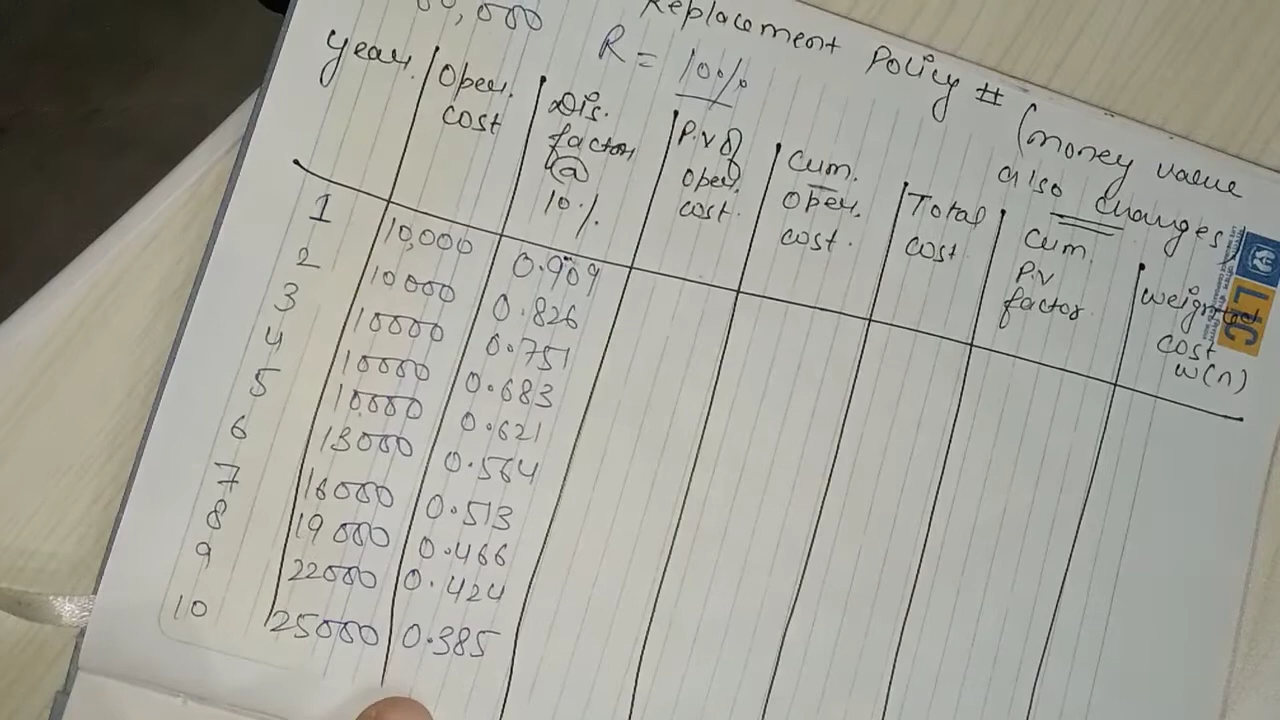 Replacement Policy # (money value
also changes
R = 10%
year
Oper. cost
Dis. factor @ 10%
P.V of oper. cost.
Cum. oper. cost.
Total cost
Cum. P.V factor
weighted cost w(n)
1 10,000 0.909
2 10000 0.826
3 10000 0.751
4 10000 0.683
5 10000 0.621
6 13000 0.564
7 16000 0.513
8 19000 0.466
9 22000 0.424
10 25000 0.385
LIC